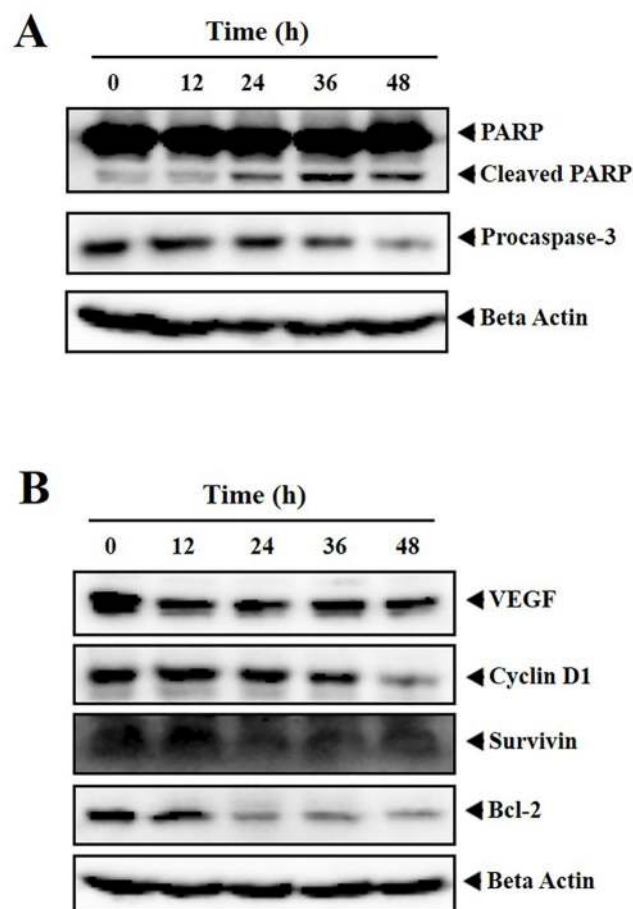 A
Time (h)
0 12 24 36 48
PARP
Cleaved PARP
Procaspase-3
Beta Actin
B
Time (h)
0 12 24 36 48
VEGF
Cyclin D1
Survivin
Bcl-2
Beta Actin